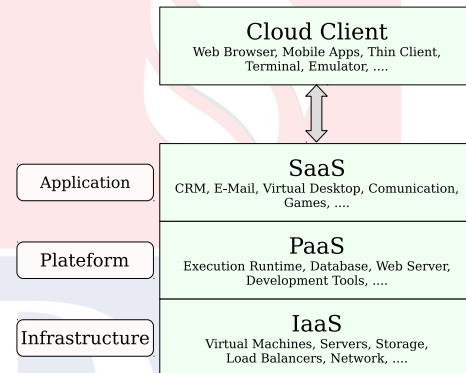 Cloud Client
Web Browser, Mobile Apps, Thin Client,
Terminal, Emulator, ....
Application
SaaS
CRM, E-Mail, Virtual Desktop, Comunication,
Games, ....
Plateform
PaaS
Execution Runtime, Database, Web Server,
Development Tools, ....
Infrastructure
IaaS
Virtual Machines, Servers, Storage,
Load Balancers, Network, ....